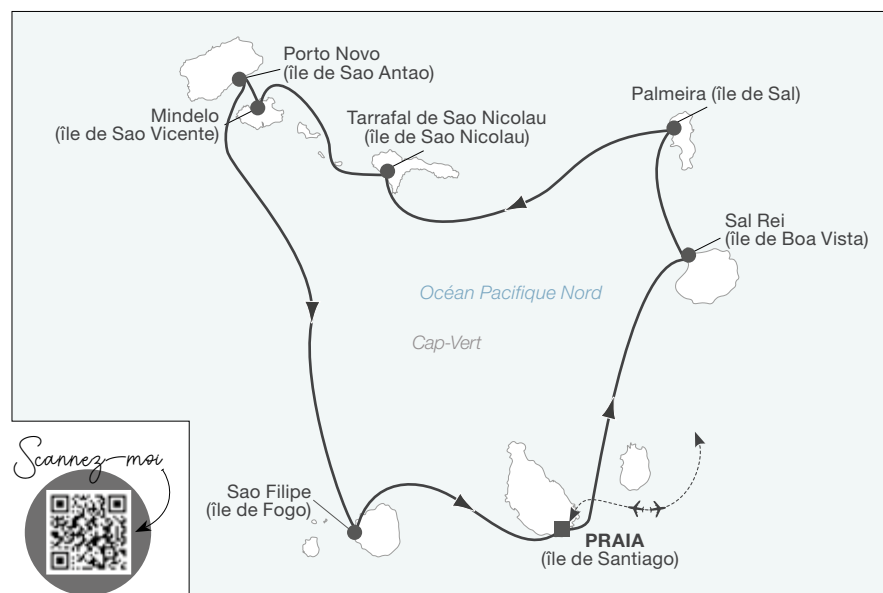 Porto Novo
(île de Sao Antao)
Mindelo
(île de Sao Vicente)
Tarrafal de Sao Nicolau
(île de Sao Nicolau)
Palmeira (île de Sal)
Sal Rei
(île de Boa Vista)
Océan Pacifique Nord
Cap-Vert
Scannez-moi
Sao Filipe
(île de Fogo)
PRAIA
(île de Santiago)